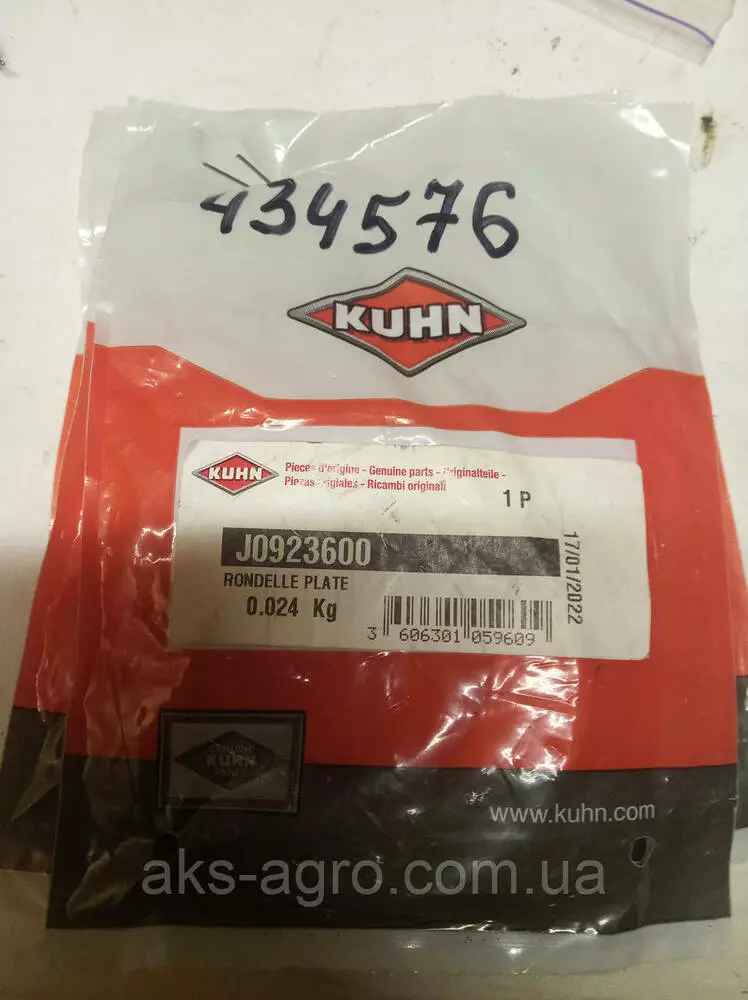 434576
KUHN
KUHN
Pieces d'origine - Genuine parts - Originalteile -
Piezas originales - Ricambi originali
1 P
J0923600
RONDELLE PLATE
0.024 Kg
17/01/2022
3 606301 059609
GENUINE
KUHN
PARTS
www.kuhn.com
aks-agro.com.ua